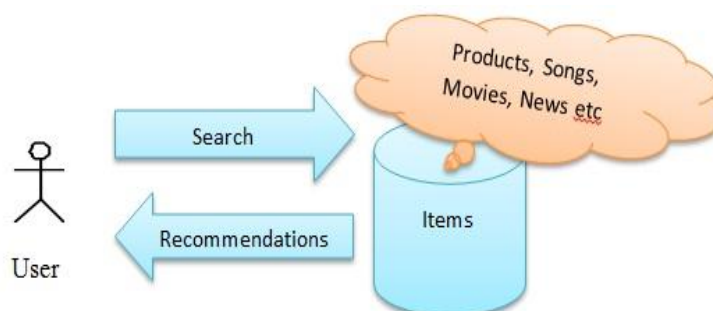 Products, Songs,
Movies, News etc
Search
Items
Recommendations
User